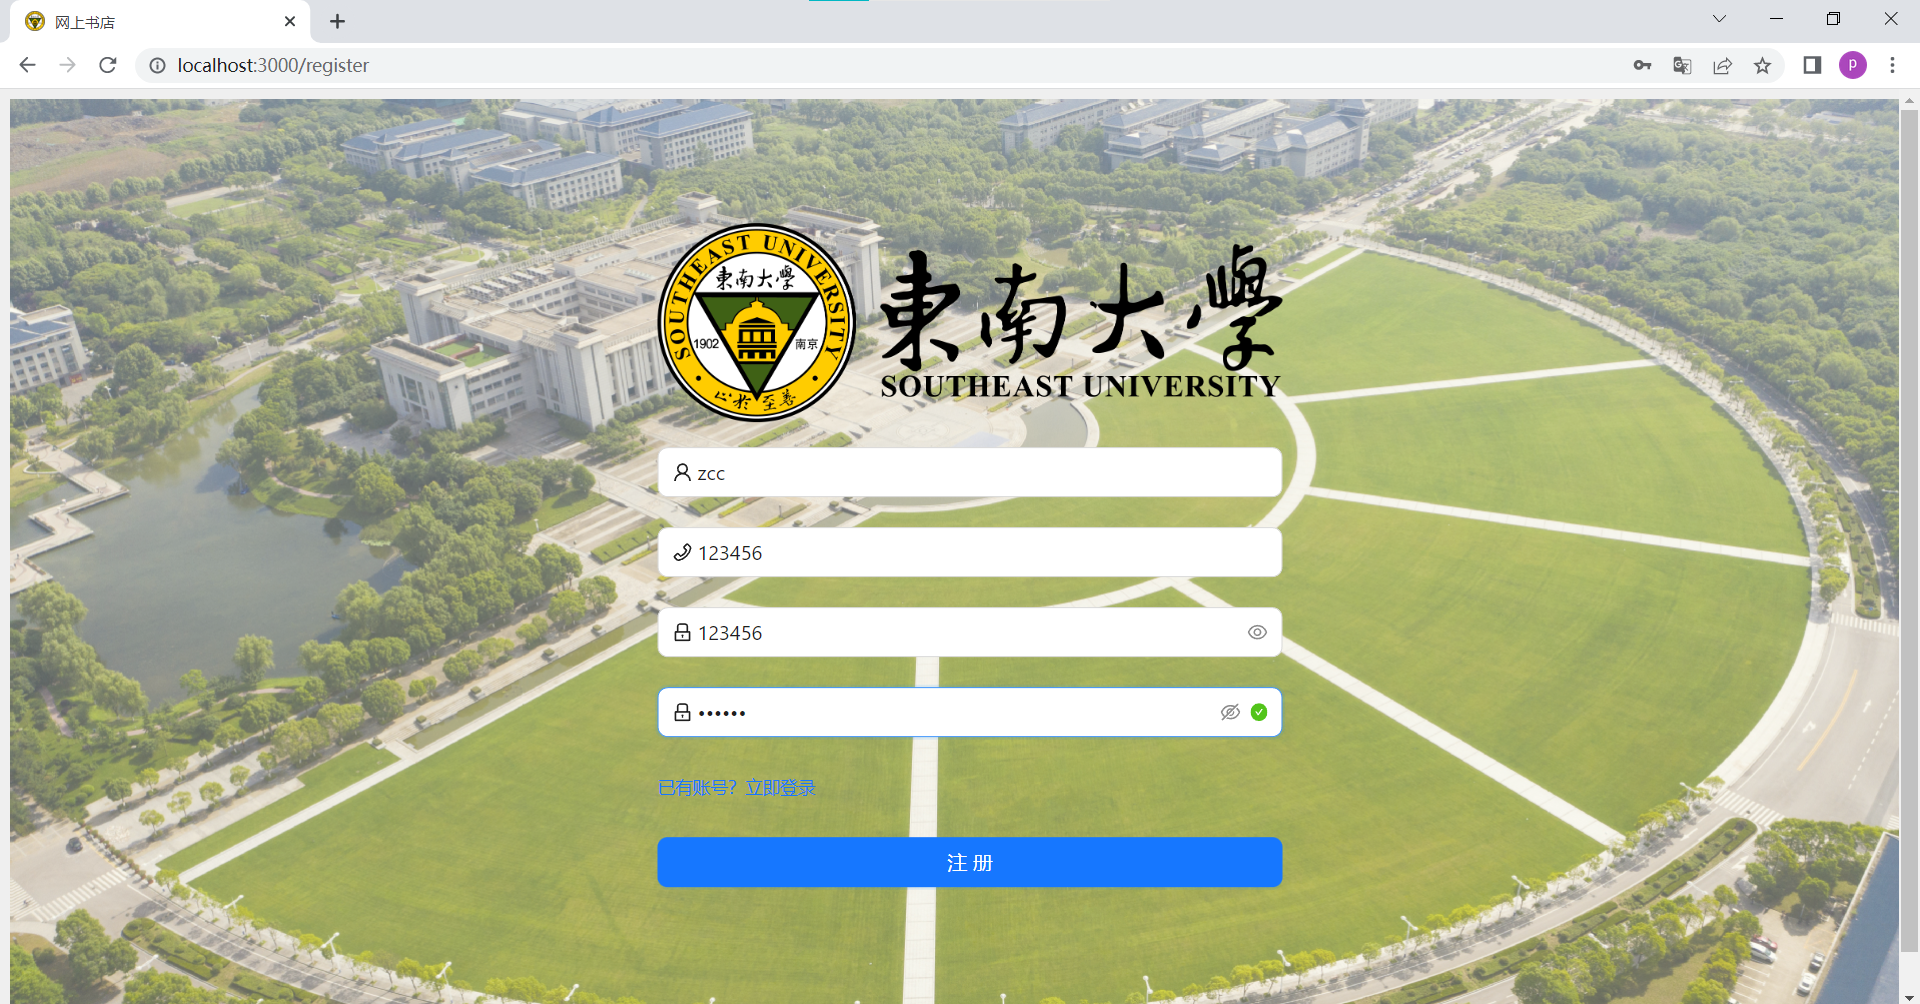 网上书店
localhost:3000/register
P
SOUTHEAST UNIVERSITY
東南大學
1902 南京
止於至善
東南大學
SOUTHEAST UNIVERSITY
zcc
123456
123456
••••••
已有账号？立即登录
注 册